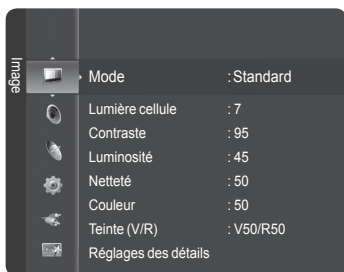 Image
Mode : Standard
Lumière cellule : 7
Contraste : 95
Luminosité : 45
Netteté : 50
Couleur : 50
Teinte (V/R) : V50/R50
Réglages des détails